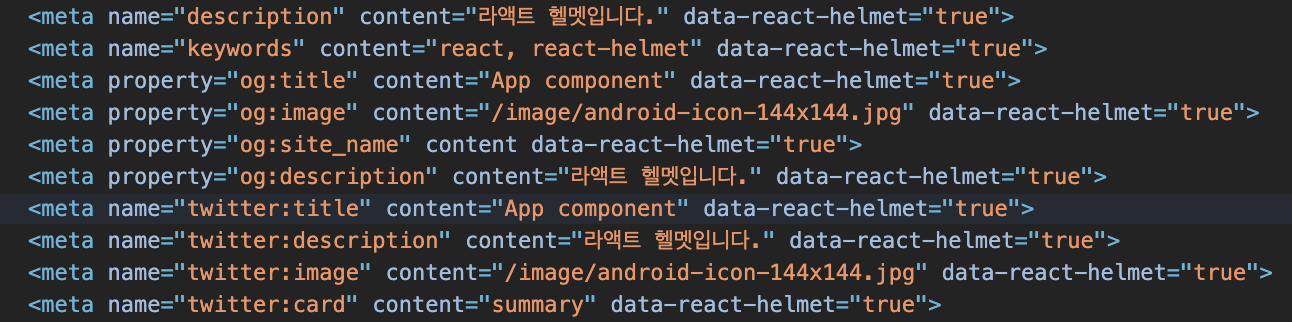 <meta name="description" content="라액트 헬멧입니다." data-react-helmet="true">
<meta name="keywords" content="react, react-helmet" data-react-helmet="true">
<meta property="og:title" content="App component" data-react-helmet="true">
<meta property="og:image" content="/image/android-icon-144x144.jpg" data-react-helmet="true">
<meta property="og:site_name" content data-react-helmet="true">
<meta property="og:description" content="라액트 헬멧입니다." data-react-helmet="true">
<meta name="twitter:title" content="App component" data-react-helmet="true">
<meta name="twitter:description" content="라액트 헬멧입니다." data-react-helmet="true">
<meta name="twitter:image" content="/image/android-icon-144x144.jpg" data-react-helmet="true">
<meta name="twitter:card" content="summary" data-react-helmet="true">